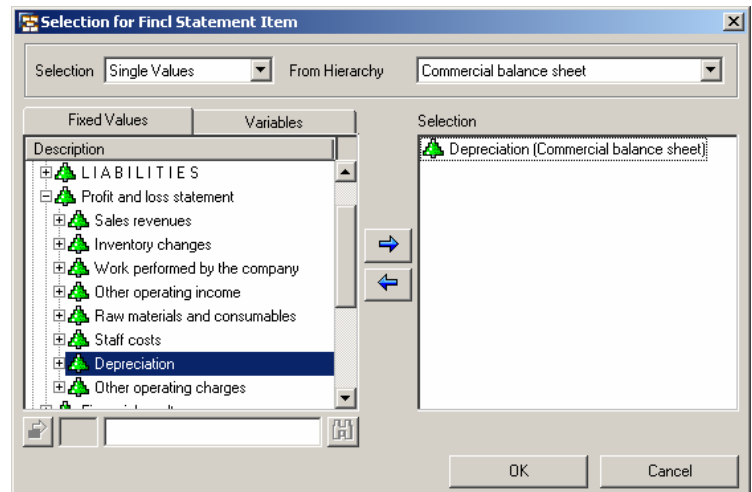 Selection for Fincl Statement Item
Selection Single Values From Hierarchy Commercial balance sheet
Fixed Values Variables
Description
L I A B I L I T I E S
Profit and loss statement
Sales revenues
Inventory changes
Work performed by the company
Other operating income
Raw materials and consumables
Staff costs
Depreciation
Other operating charges
Selection
Depreciation (Commercial balance sheet)
OK Cancel